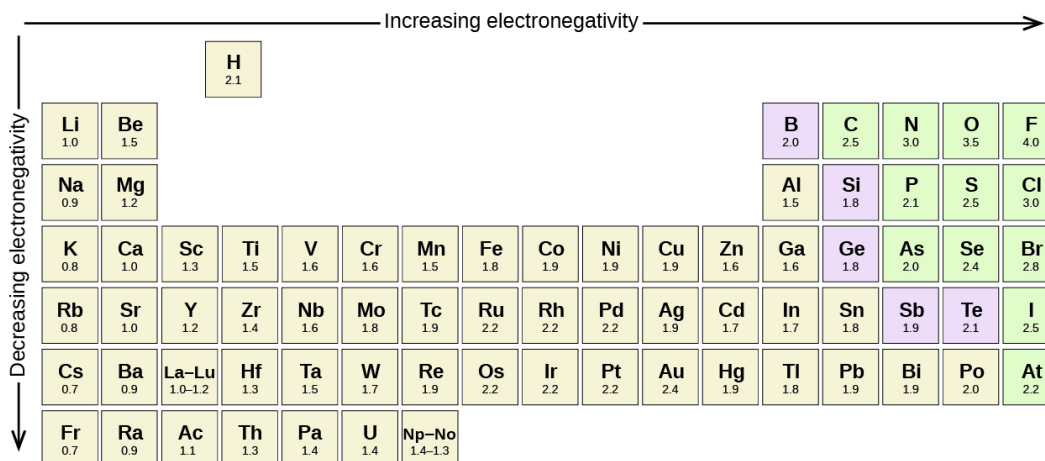 Increasing electronegativity
Decreasing electronegativity
H
2.1
Li Be B C N O F
1.0 1.5 2.0 2.5 3.0 3.5 4.0
Na Mg Al Si P S Cl
0.9 1.2 1.5 1.8 2.1 2.5 3.0
K Ca Sc Ti V Cr Mn Fe Co Ni Cu Zn Ga Ge As Se Br
0.8 1.0 1.3 1.5 1.6 1.6 1.5 1.8 1.9 1.9 1.9 1.6 1.6 1.8 2.0 2.4 2.8
Rb Sr Y Zr Nb Mo Tc Ru Rh Pd Ag Cd In Sn Sb Te I
0.8 1.0 1.2 1.4 1.6 1.8 1.9 2.2 2.2 2.2 1.9 1.7 1.7 1.8 1.9 2.1 2.5
Cs Ba La–Lu Hf Ta W Re Os Ir Pt Au Hg Tl Pb Bi Po At
0.7 0.9 1.0–1.2 1.3 1.5 1.7 1.9 2.2 2.2 2.2 2.4 1.9 1.8 1.9 1.9 2.0 2.2
Fr Ra Ac Th Pa U Np–No
0.7 0.9 1.1 1.3 1.4 1.4 1.4–1.3